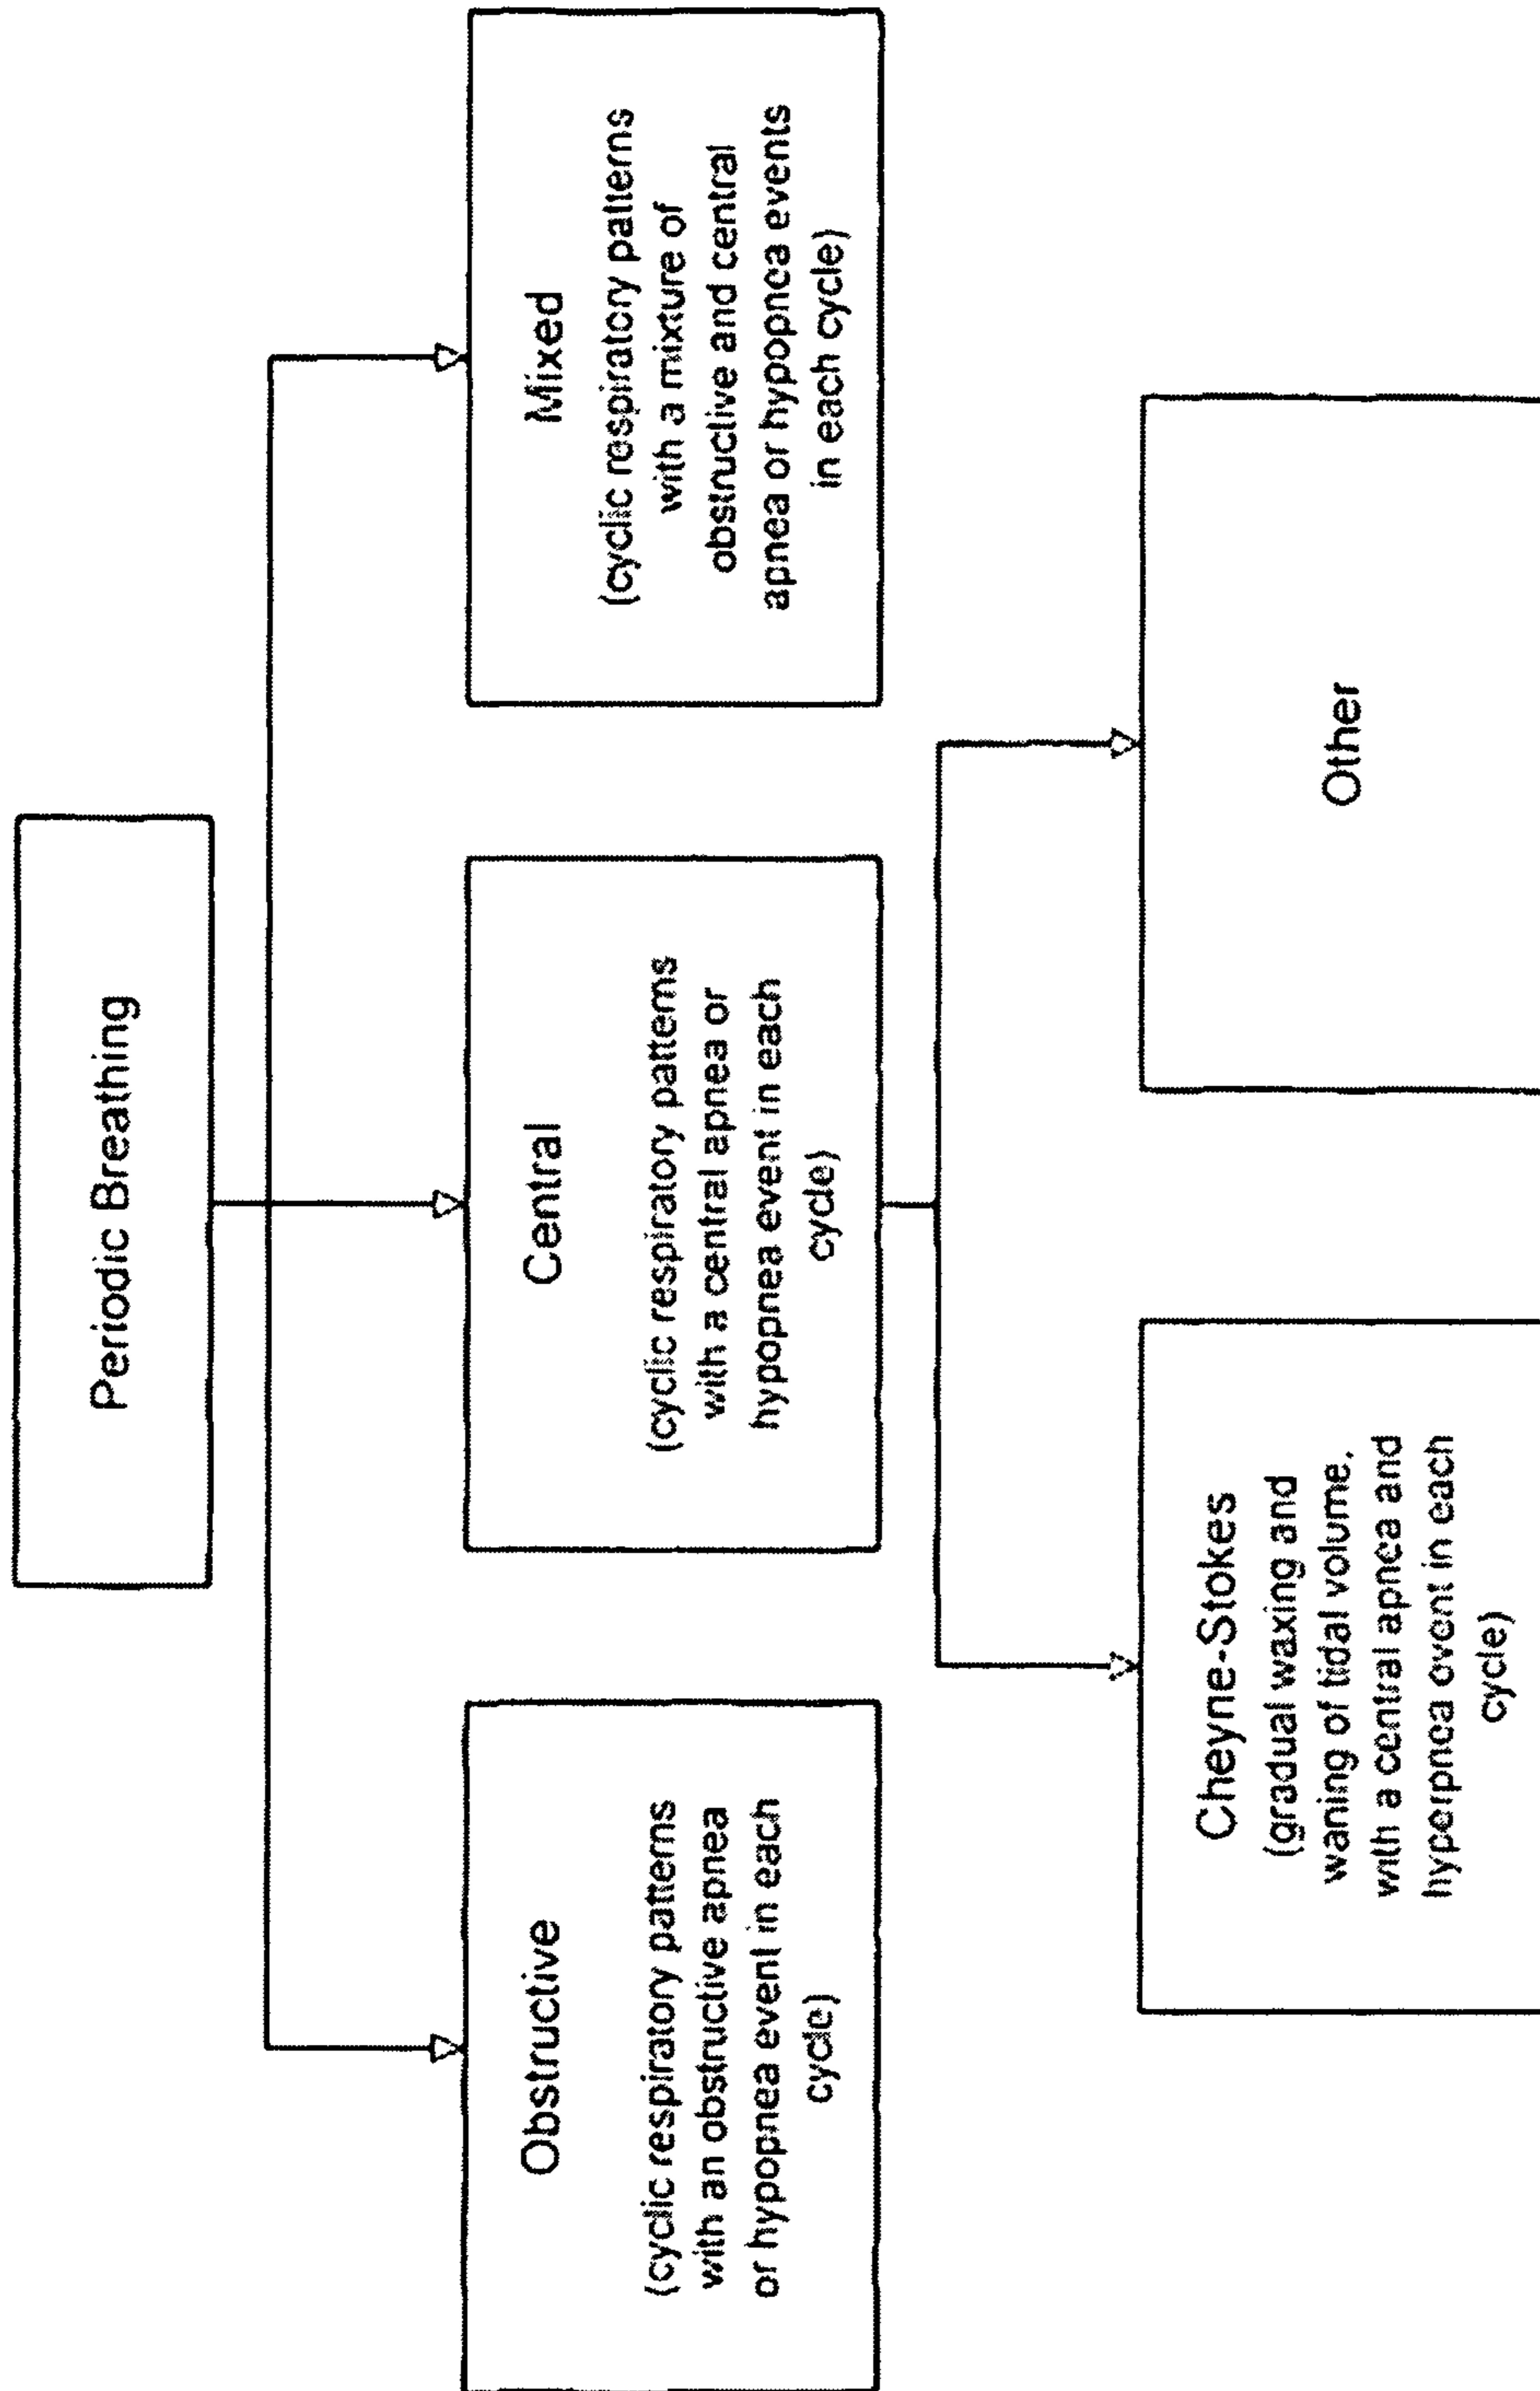 Periodic Breathing
Obstructive
(cyclic respiratory patterns
with an obstructive apnea
or hypopnea event in each
cycle)
Central
(cyclic respiratory patterns
with a central apnea or
hypopnea event in each
cycle)
Mixed
(cyclic respiratory patterns
with a mixture of
obstructive and central
apnea or hypopnea events
in each cycle)
Cheyne-Stokes
(gradual waxing and
waning of tidal volume,
with a central apnea and
hyperpnea event in each
cycle)
Other